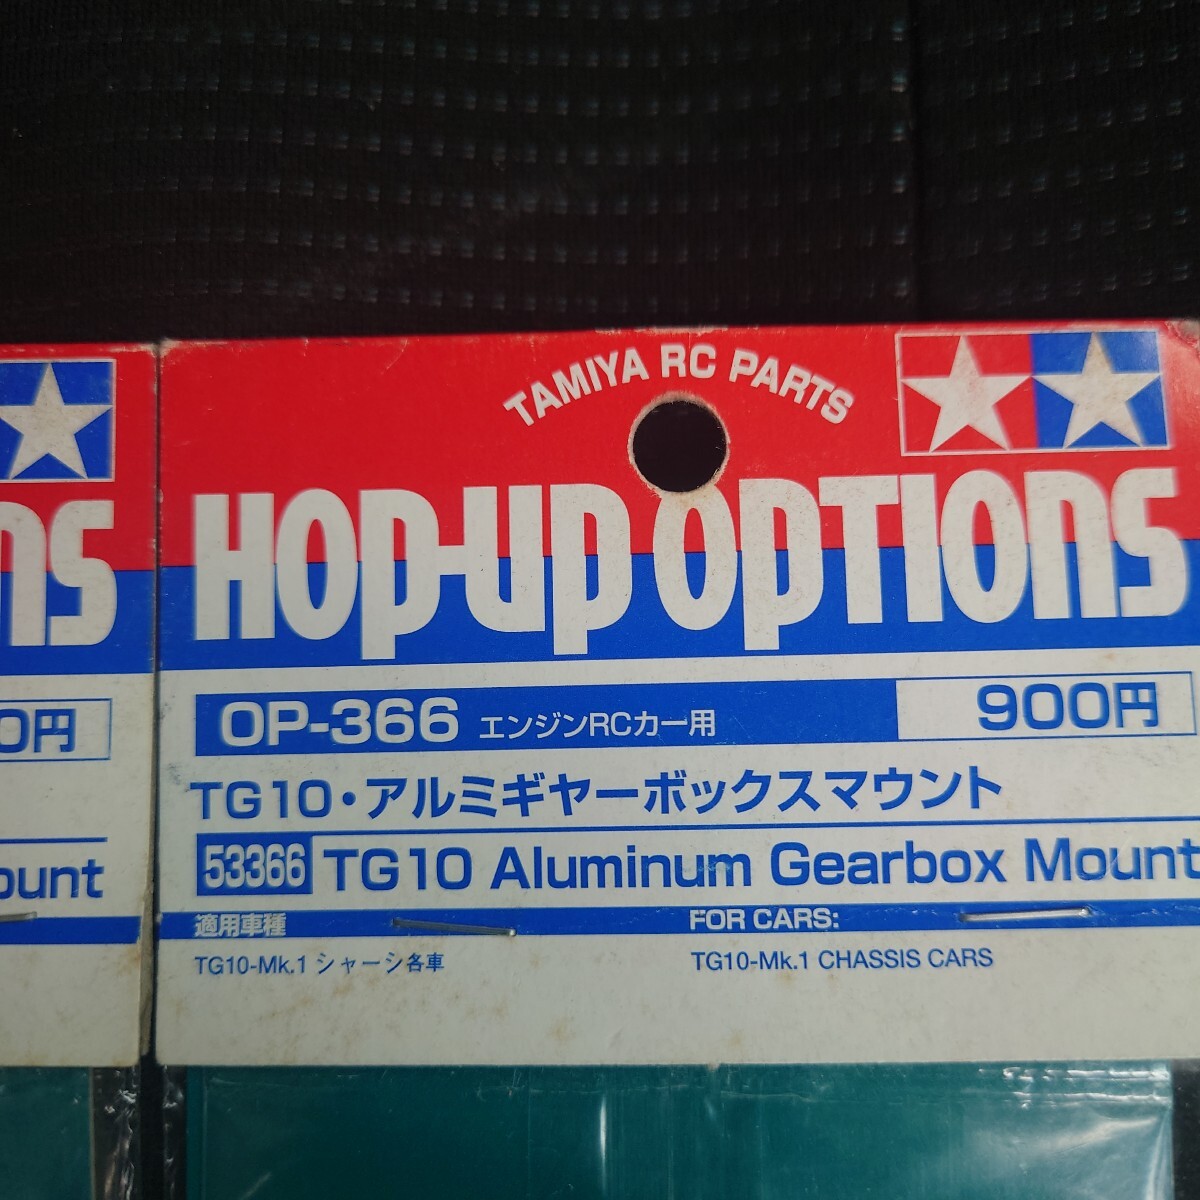 TAMIYA RC PARTS
HOP-UP OPTIONS
OP-366 エンジンRCカー用 900円
TG10・アルミギヤーボックスマウント
53366 TG10 Aluminum Gearbox Mount
適用車種 FOR CARS:
TG10-Mk.1 シャーシ各車 TG10-Mk.1 CHASSIS CARS
ns
0円
ount